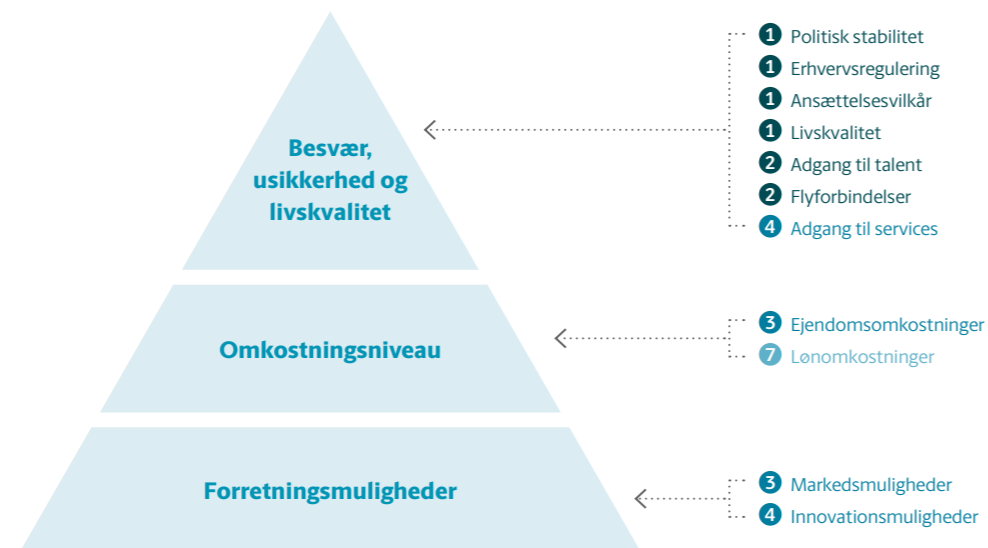 Besvær,
usikkerhed og
livskvalitet
1 Politisk stabilitet
1 Erhvervsregulering
1 Ansættelsesvilkår
1 Livskvalitet
2 Adgang til talent
2 Flyforbindelser
4 Adgang til services
Omkostningsniveau
3 Ejendomsomkostninger
7 Lønomkostninger
Forretningsmuligheder
3 Markedsmuligheder
4 Innovationsmuligheder